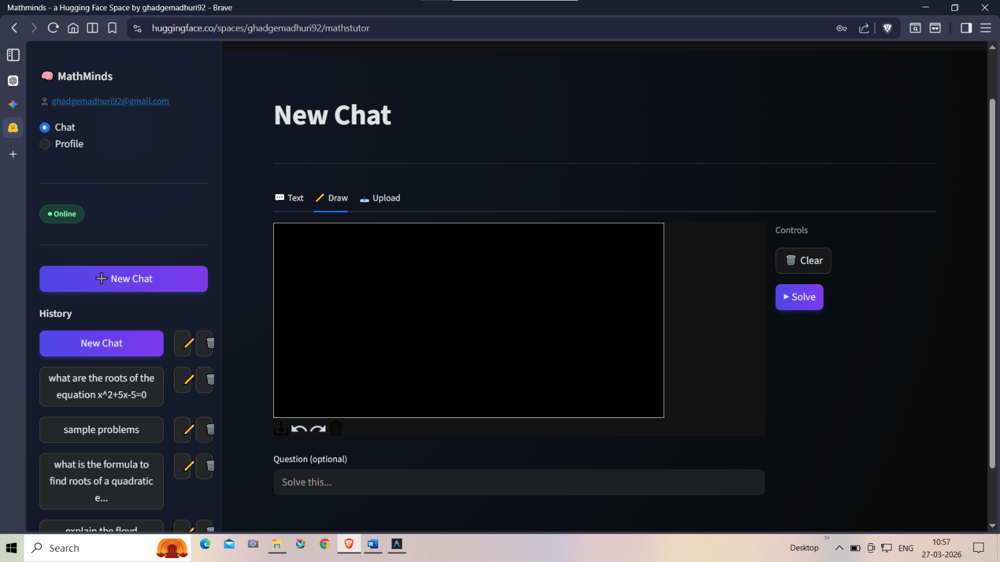 Mathminds - a Hugging Face Space by ghadgemadhuri92 - Brave
huggingface.co/spaces/ghadgemadhuri92/mathstutor
MathMinds
ghadgemadhuri92@gmail.com
Chat
Profile
Online
New Chat
History
New Chat
what are the roots of the
equation x^2+5x-5=0
sample problems
what is the formula to
find roots of a quadratic
e...
explain the floyd
New Chat
Text
Draw
Upload
Controls
Clear
Solve
Question (optional)
Solve this...
Search
Desktop
ENG
10:57
27-03-2026